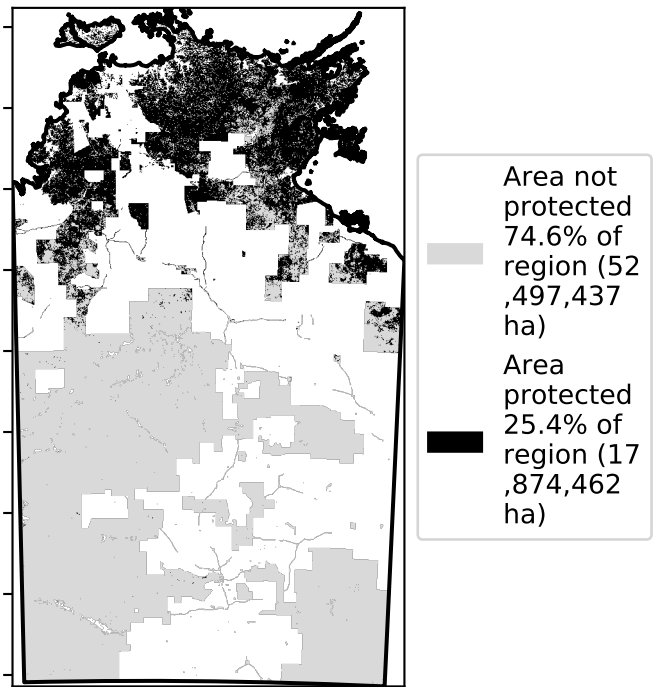 Area not
protected
74.6% of
region (52
,497,437
ha)
Area
protected
25.4% of
region (17
,874,462
ha)